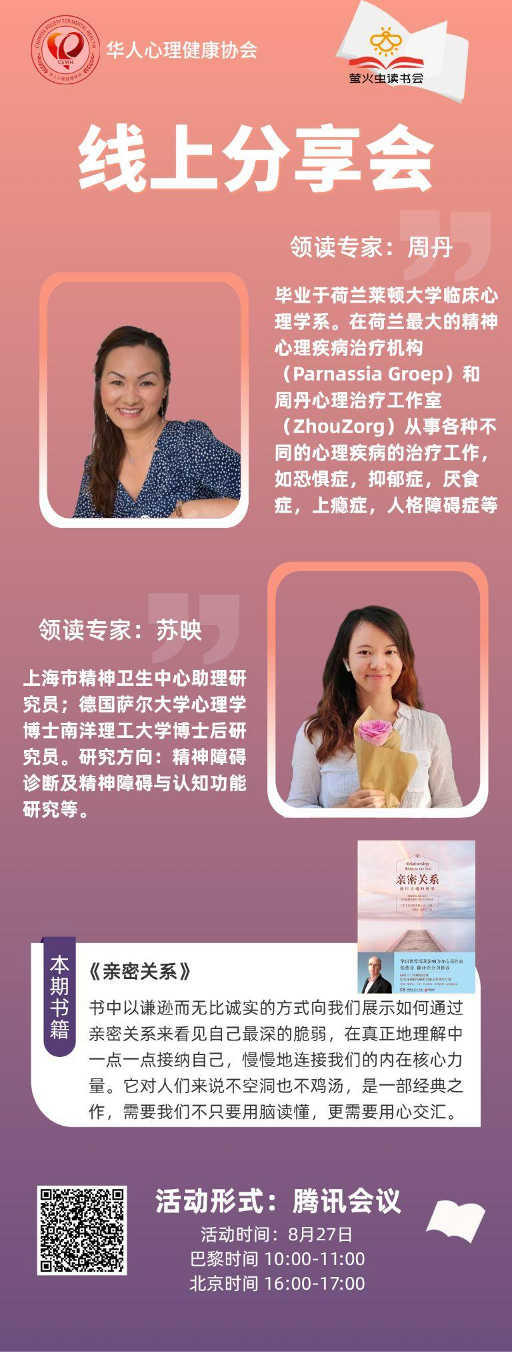 华人心理健康协会
萤火虫读书会
线上分享会
领读专家：周丹
毕业于荷兰莱顿大学临床心
理学系。在荷兰最大的精神
心理疾病治疗机构
（Parnassia Groep）和
周丹心理治疗工作室
（ZhouZorg）从事各种不
同的心理疾病的治疗工作，
如恐惧症，抑郁症，厌食
症，上瘾症，人格障碍症等
领读专家：苏映
上海市精神卫生中心助理研
究员；德国萨尔大学心理学
博士南洋理工大学博士后研
究员。研究方向：精神障碍
诊断及精神障碍与认知功能
研究等。
Relationship
亲密关系
本期书籍
《亲密关系》
书中以谦逊而无比诚实的方式向我们展示如何通过
亲密关系来看见自己最深的脆弱，在真正地理解中
一点一点接纳自己，慢慢地连接我们的内在核心力
量。它对人们来说不空洞也不鸡汤，是一部经典之
作，需要我们不只要用脑读懂，更需要用心交汇。
活动形式：腾讯会议
活动时间：8月27日
巴黎时间 10:00-11:00
北京时间 16:00-17:00